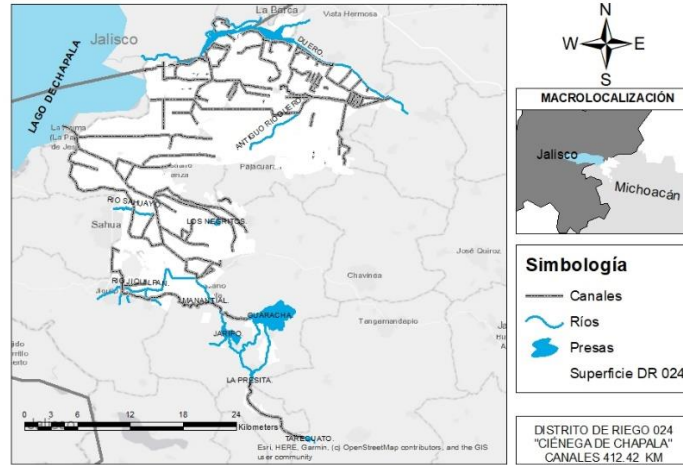 La Barca
Vista Hermosa
Jalisco
DUERO.
LAGO DECHAPALA
ANTIGUO RIO DUERO
Pajacuar
RIO SAHUAYO
Sahua
LOS NEGRITOS.
José Quiroz
RIO JIQUILPAN.
MANANTIAL.
Chavinda
GUARACHA.
JARIPO.
Tangamandapio
LA PRESITA.
TARECUATO.
0 3 6 12 18 24
Kilometers
Esri, HERE, Garmin, (c) OpenStreetMap contributors, and the GIS
user community
N
W E
S
MACROLOCALIZACIÓN
Jalisco
Michoacán
Simbología
Canales
Ríos
Presas
Superficie DR 024
DISTRITO DE RIEGO 024
"CIÉNEGA DE CHAPALA"
CANALES 412.42 KM